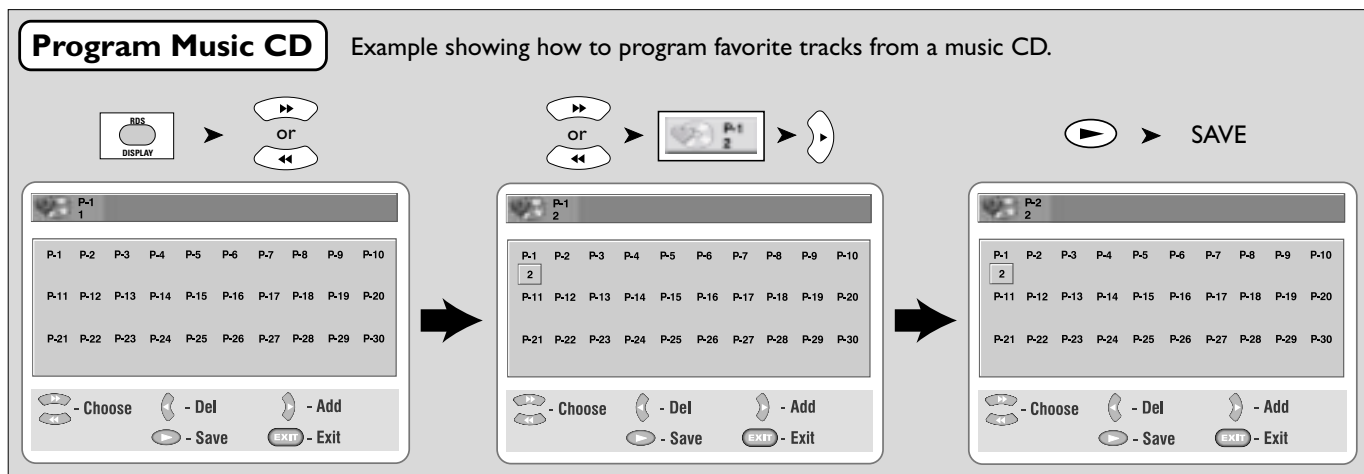 Program Music CD Example showing how to program favorite tracks from a music CD.
RDS
DISPLAY
or
or
P-1
2
SAVE
P-1
1
P-1 P-2 P-3 P-4 P-5 P-6 P-7 P-8 P-9 P-10
P-11 P-12 P-13 P-14 P-15 P-16 P-17 P-18 P-19 P-20
P-21 P-22 P-23 P-24 P-25 P-26 P-27 P-28 P-29 P-30
- Choose - Del - Add
- Save EXIT - Exit
P-1
2
P-1 P-2 P-3 P-4 P-5 P-6 P-7 P-8 P-9 P-10
2
P-11 P-12 P-13 P-14 P-15 P-16 P-17 P-18 P-19 P-20
P-21 P-22 P-23 P-24 P-25 P-26 P-27 P-28 P-29 P-30
- Choose - Del - Add
- Save EXIT - Exit
P-2
2
P-1 P-2 P-3 P-4 P-5 P-6 P-7 P-8 P-9 P-10
2
P-11 P-12 P-13 P-14 P-15 P-16 P-17 P-18 P-19 P-20
P-21 P-22 P-23 P-24 P-25 P-26 P-27 P-28 P-29 P-30
- Choose - Del - Add
- Save EXIT - Exit